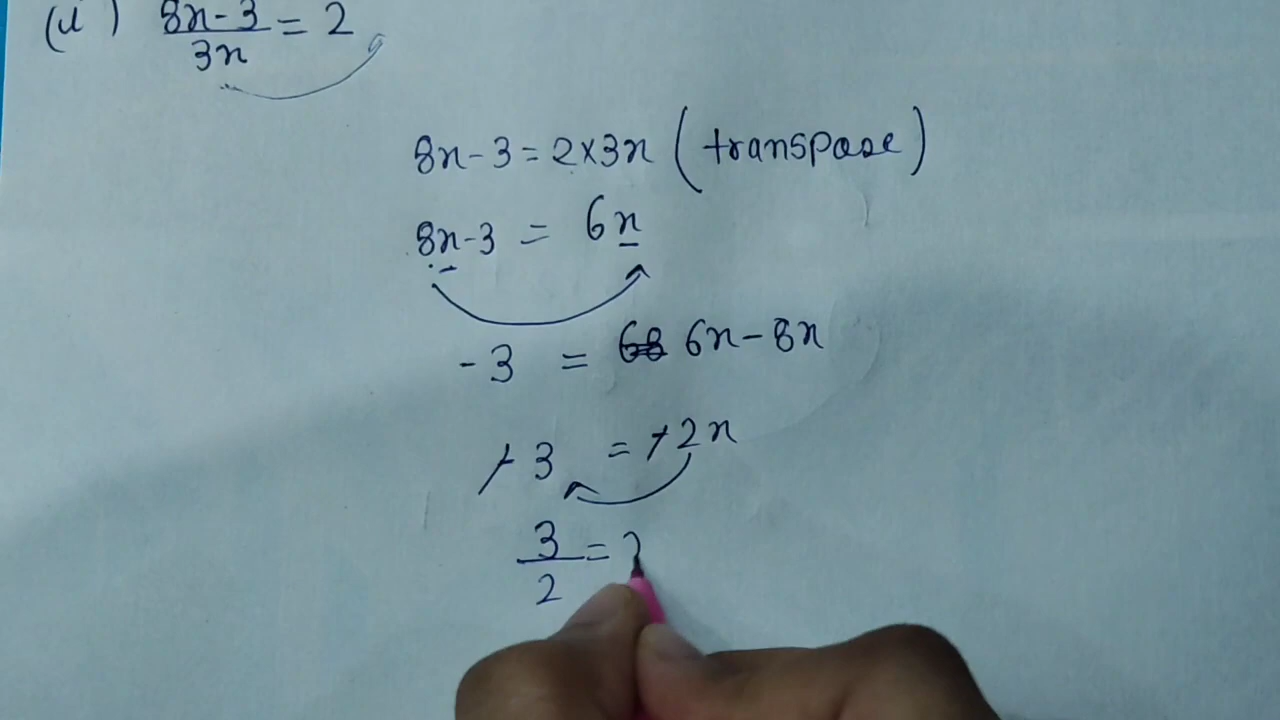 (ii) 8x-3/3x = 2
8x-3 = 2×3x (transpose)
8x-3 = 6x
-3 = 6x-8x
-3 = -2x
3/2 =